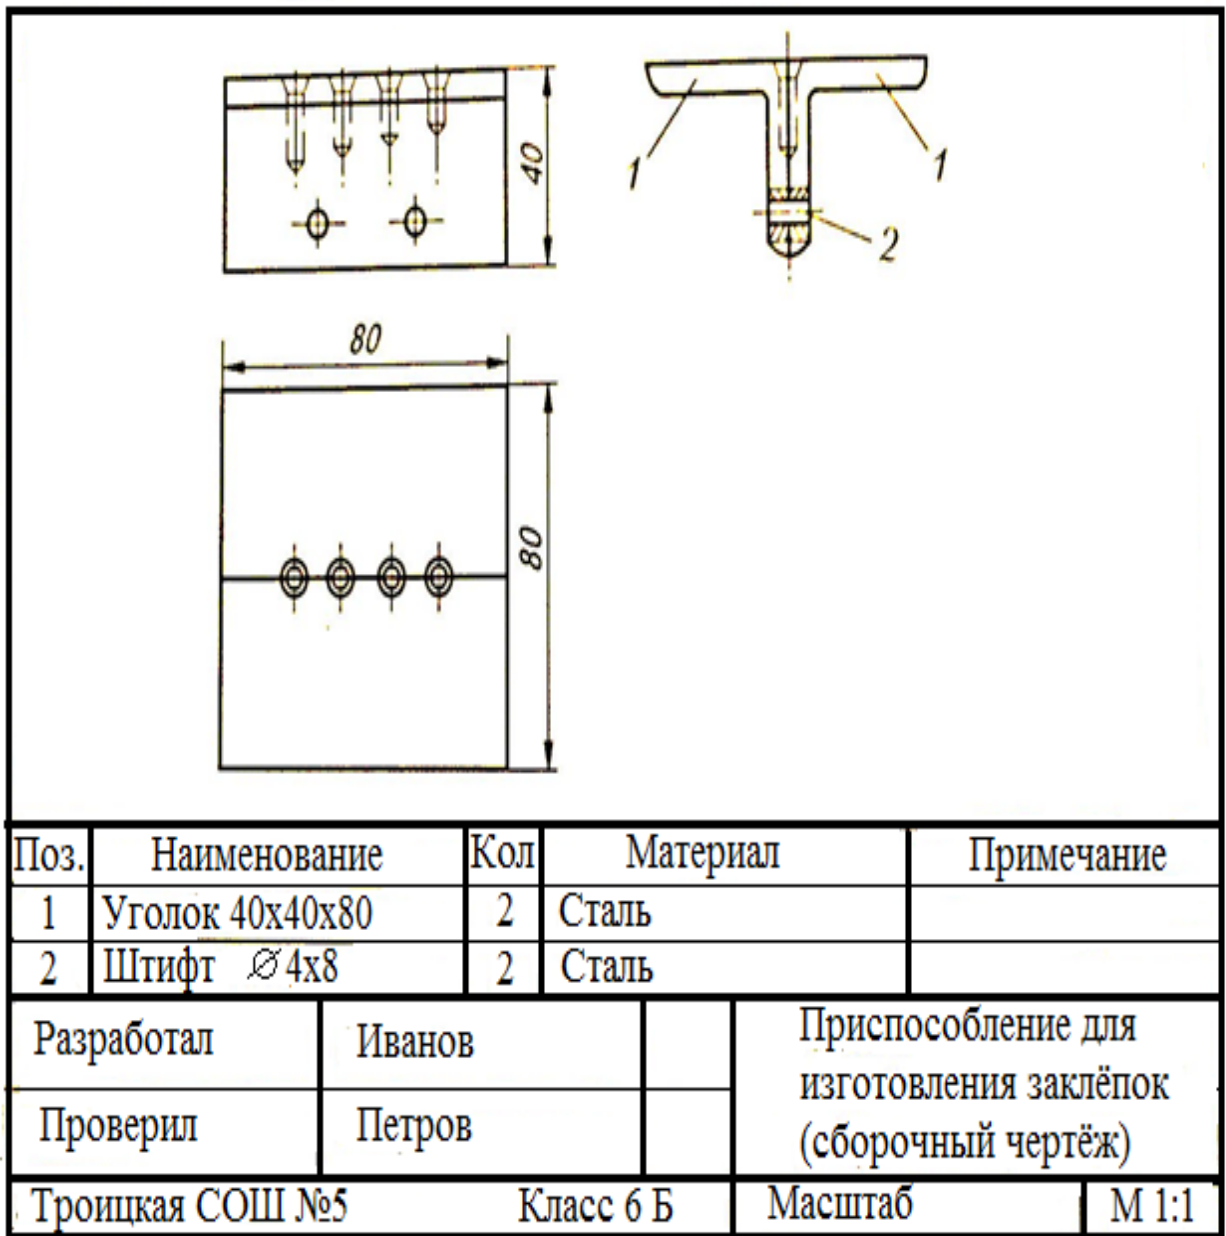 40
1
1
2
80
80
Поз. Наименование Кол Материал Примечание
1 Уголок 40х40х80 2 Сталь
2 Штифт ⌀4х8 2 Сталь
Разработал Иванов
Проверил Петров
Приспособление для
изготовления заклёпок
(сборочный чертёж)
Троицкая СОШ №5 Класс 6 Б Масштаб М 1:1